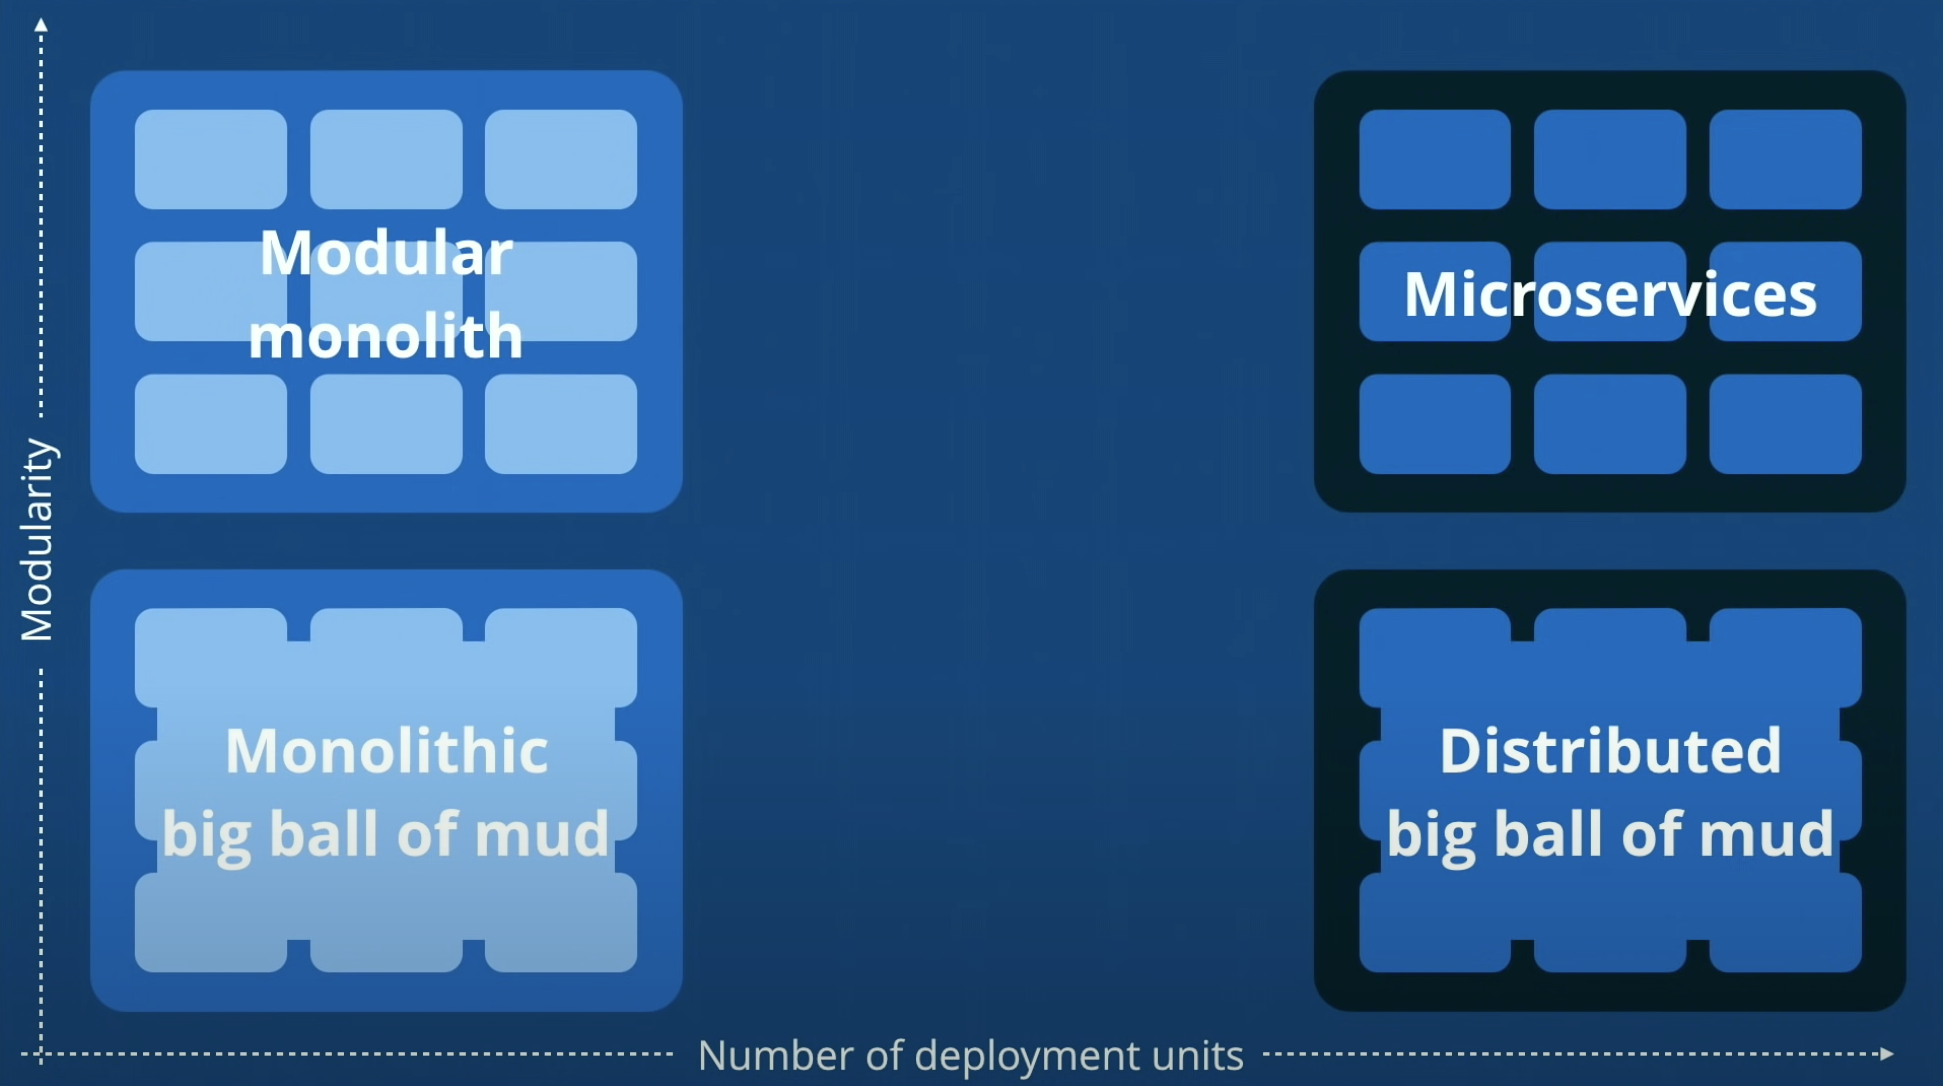 Modular
monolith
Microservices
Modularity
Monolithic
big ball of mud
Distributed
big ball of mud
Number of deployment units